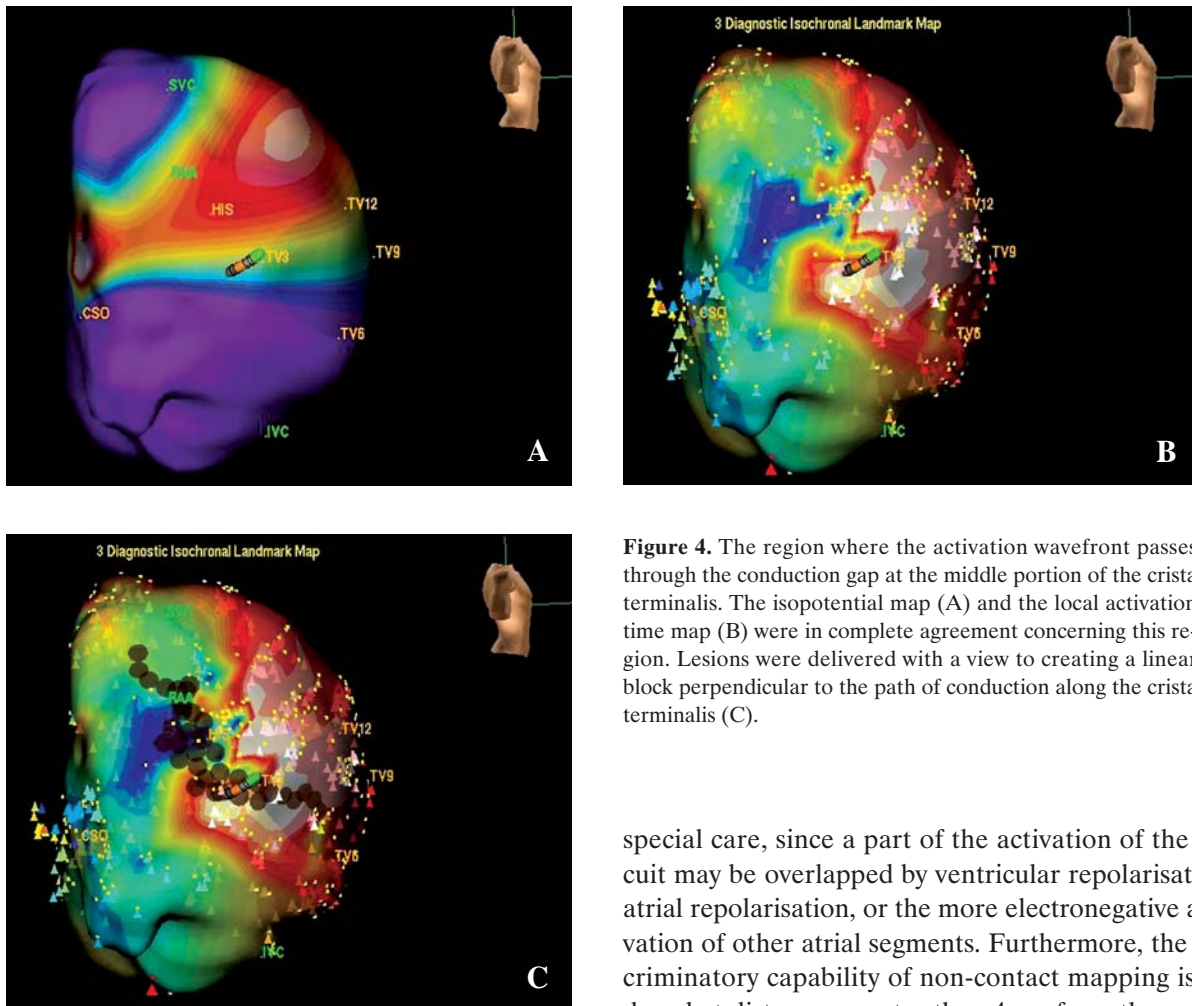 .SVC
RAA
.HIS
.TV12
.TV9
TV3
.CSO
.TV6
.IVC
A
3 Diagnostic Isochronal Landmark Map
SVC
TV12
TV9
.CSO
TV6
.IVC
B
3 Diagnostic Isochronal Landmark Map
SVC
RAA
HIS
.TV12
TV9
.CSO
TV6
.IVC
C
Figure 4. The region where the activation wavefront passes
through the conduction gap at the middle portion of the crista
terminalis. The isopotential map (A) and the local activation
time map (B) were in complete agreement concerning this re-
gion. Lesions were delivered with a view to creating a linear
block perpendicular to the path of conduction along the crista
terminalis (C).
special care, since a part of the activation of the
cuit may be overlapped by ventricular repolarisat
atrial repolarisation, or the more electronegative a
vation of other atrial segments. Furthermore, the
criminatory capability of non-contact mapping is